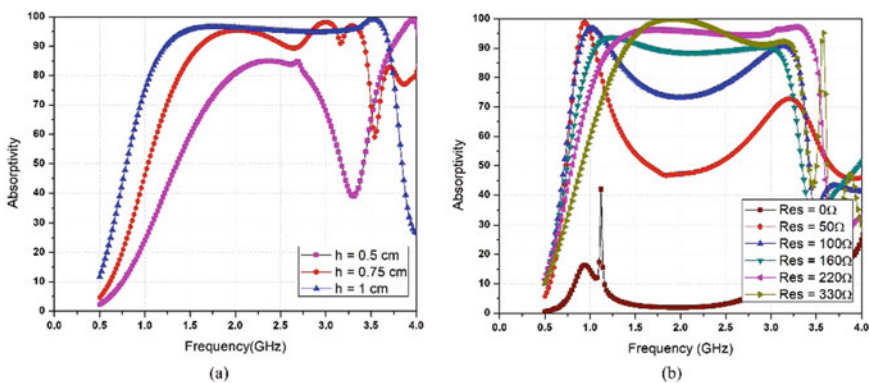 100
90
80
70
60
50
40
30
20
10
0
Absorptivity
0.0 0.5 1.0 1.5 2.0 2.5 3.0 3.5 4.0
Frequency(GHz)
h = 0.5 cm
h = 0.75 cm
h = 1 cm
(a)
100
90
80
70
60
50
40
30
20
10
0
Absorptivity
0.0 0.5 1.0 1.5 2.0 2.5 3.0 3.5 4.0
Frequency (GHz)
Res = 0Ω
Res = 50Ω
Res = 100Ω
Res = 160Ω
Res = 220Ω
Res = 330Ω
(b)